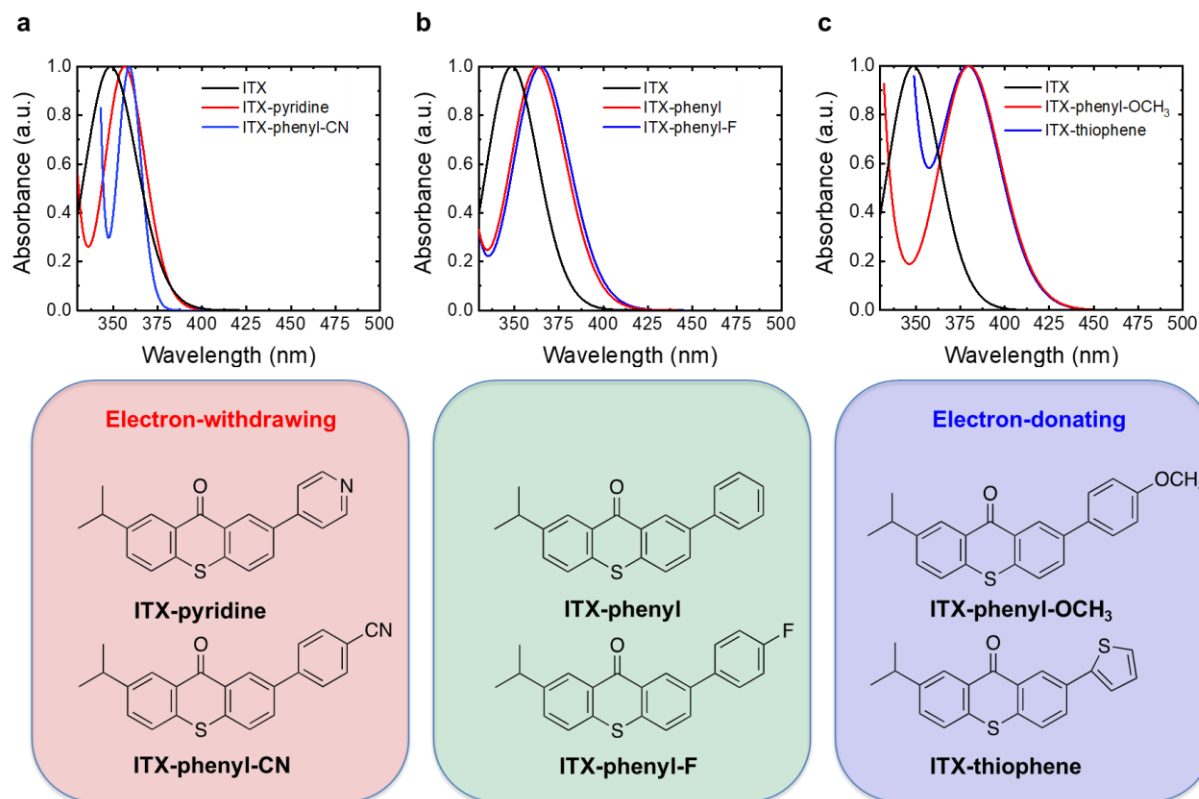 a
b
c
ITX
ITX-pyridine
ITX-phenyl-CN
ITX
ITX-phenyl
ITX-phenyl-F
ITX
ITX-phenyl-OCH₃
ITX-thiophene
Absorbance (a.u.)
1.0
0.8
0.6
0.4
0.2
0.0
350 375 400 425 450 475 500
Wavelength (nm)
Absorbance (a.u.)
1.0
0.8
0.6
0.4
0.2
0.0
350 375 400 425 450 475 500
Wavelength (nm)
Absorbance (a.u.)
1.0
0.8
0.6
0.4
0.2
0.0
350 375 400 425 450 475 500
Wavelength (nm)
Electron-withdrawing
O
N
S
ITX-pyridine
O
CN
S
ITX-phenyl-CN
O
S
ITX-phenyl
O
F
S
ITX-phenyl-F
Electron-donating
OCH₃
O
S
ITX-phenyl-OCH₃
O
S
S
ITX-thiophene